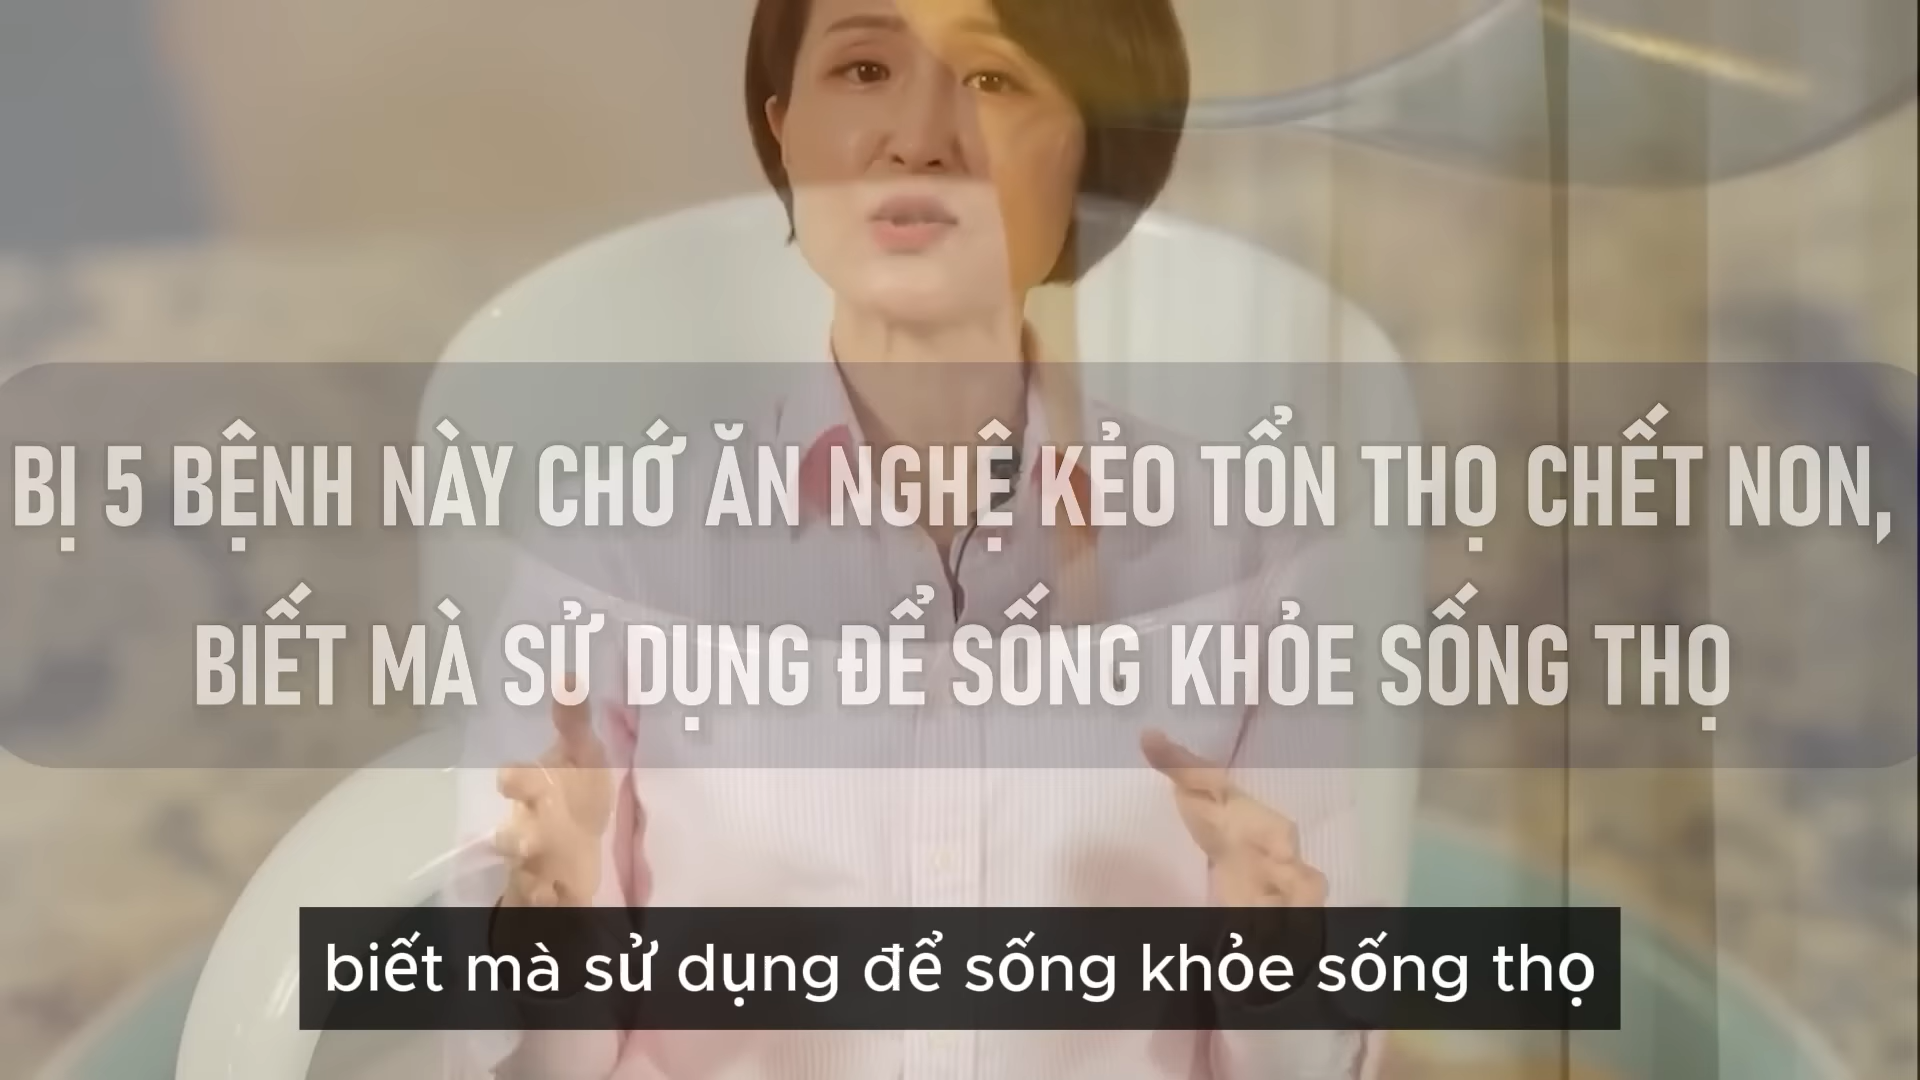 BỊ 5 BỆNH NÀY CHỚ ĂN NGHỆ KẺO TỔN THỌ CHẾT NON,
BIẾT MÀ SỬ DỤNG ĐỂ SỐNG KHỎE SỐNG THỌ
biết mà sử dụng để sống khỏe sống thọ